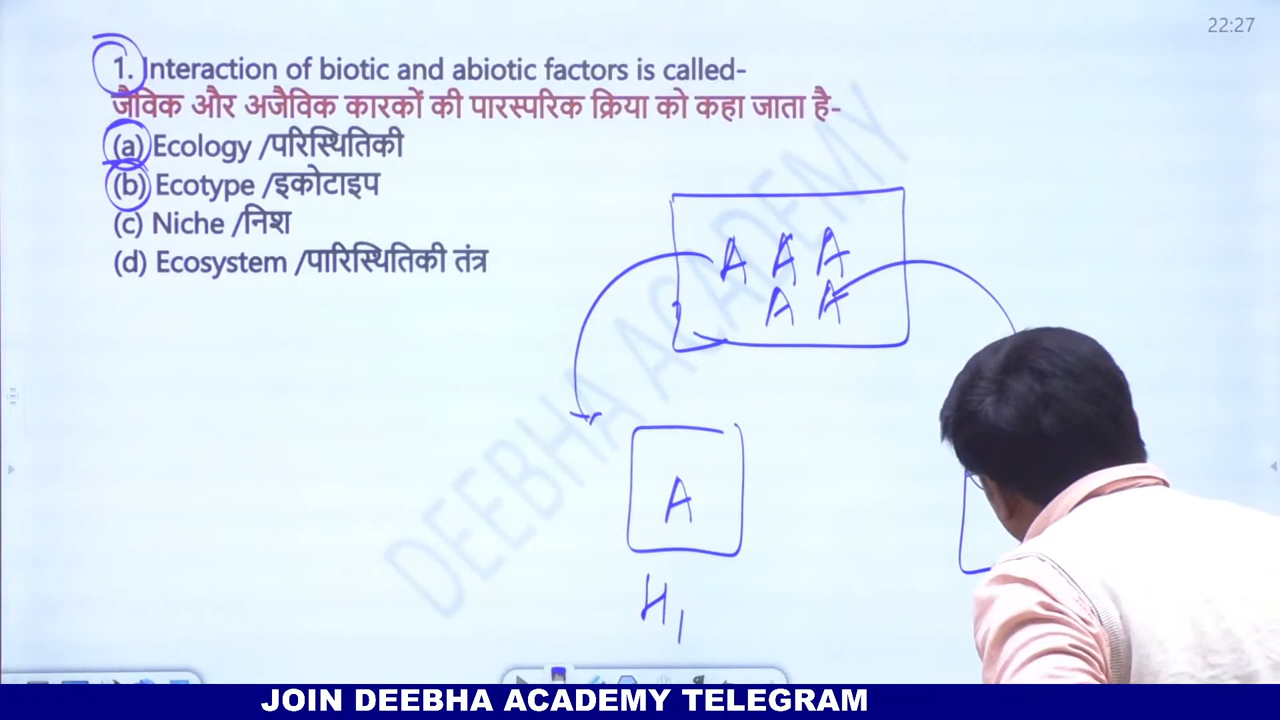 22:27
1. Interaction of biotic and abiotic factors is called-
जैविक और अजैविक कारकों की पारस्परिक क्रिया को कहा जाता है-
(a) Ecology /परिस्थितिकी
(b) Ecotype /इकोटाइप
(c) Niche /निश
(d) Ecosystem /पारिस्थितिकी तंत्र
A A A
A A
A
H1
DEEBHA ACADEMY
JOIN DEEBHA ACADEMY TELEGRAM